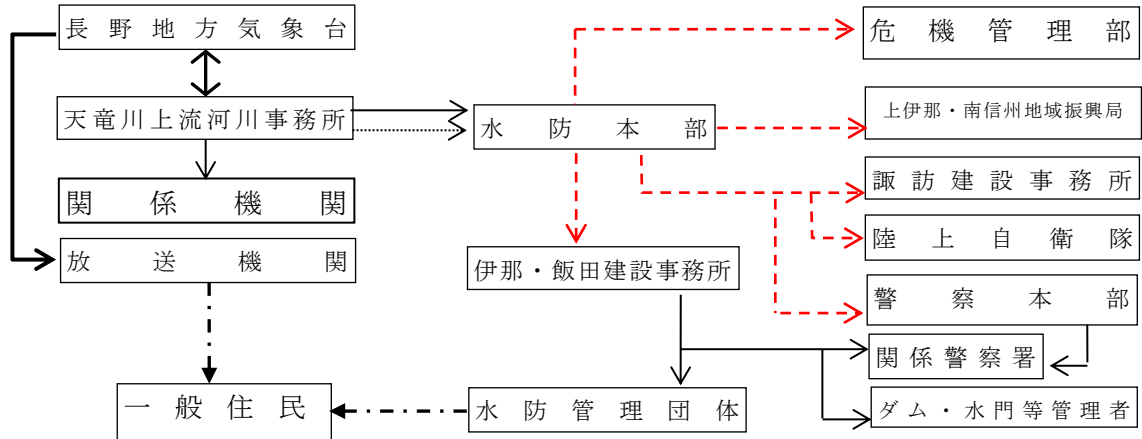 長野地方気象台
危機管理部
天竜川上流河川事務所
水防本部
上伊那・南信州地域振興局
関係機関
諏訪建設事務所
放送機関
陸上自衛隊
伊那・飯田建設事務所
警察本部
関係警察署
一般住民
水防管理団体
ダム・水門等管理者